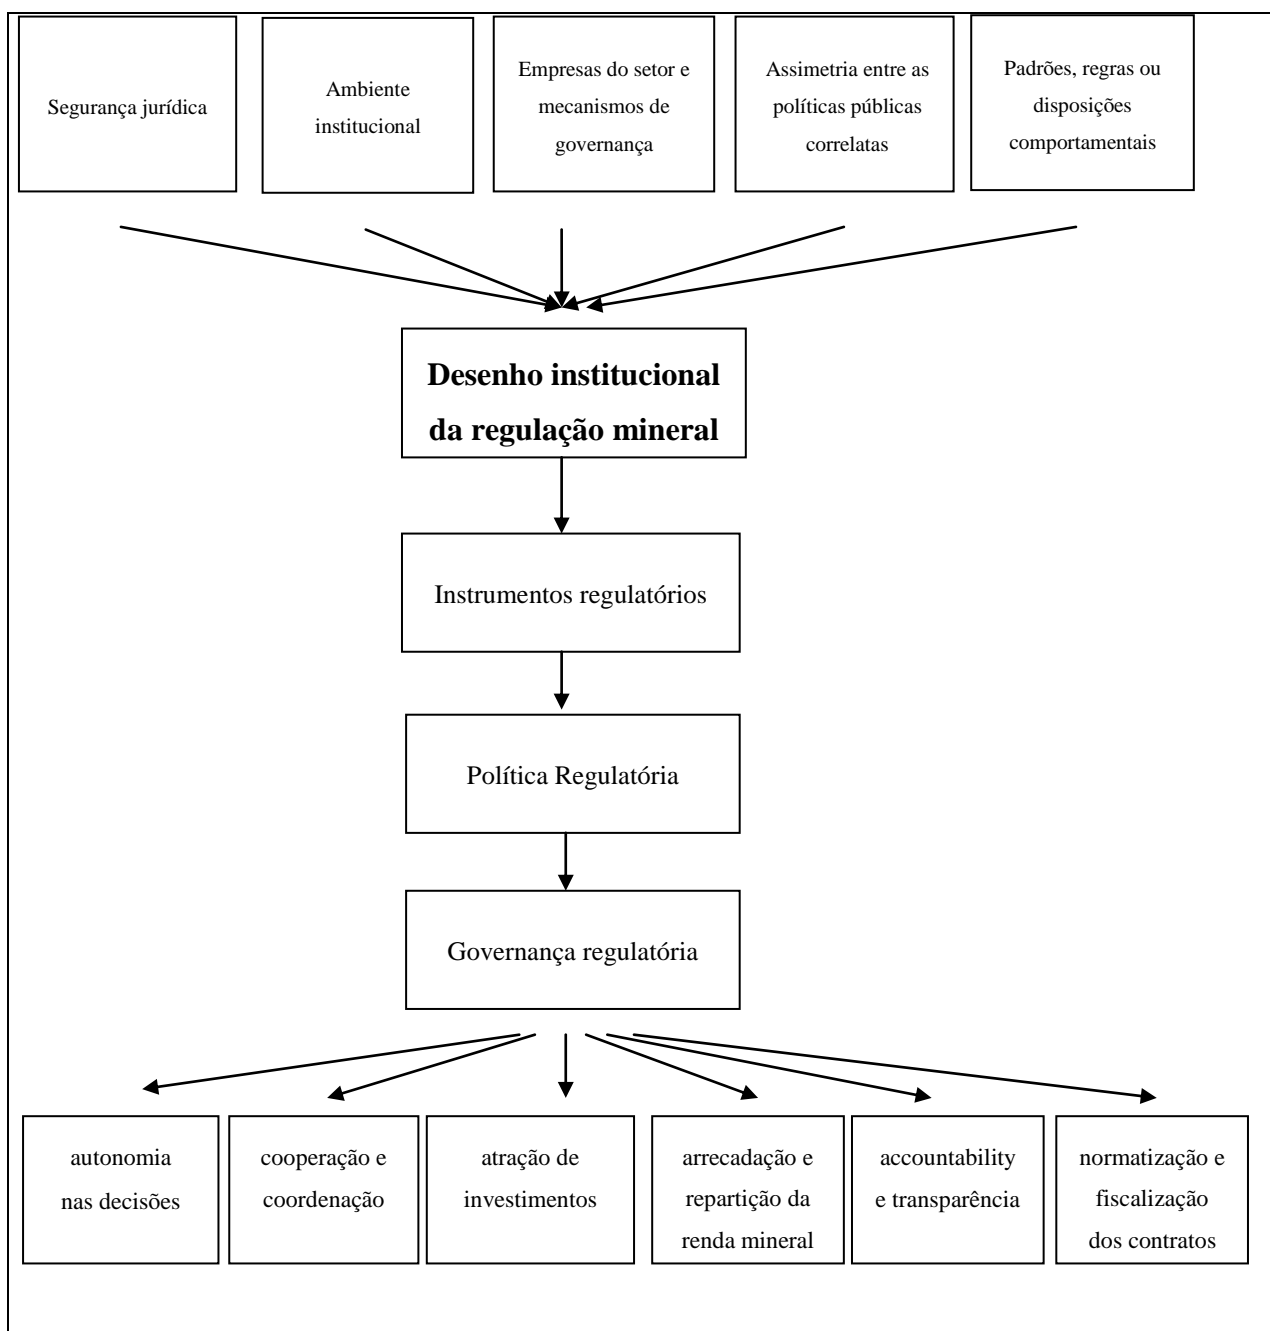 Segurança jurídica
Ambiente
institucional
Empresas do setor e
mecanismos de
governança
Assimetria entre as
políticas públicas
correlatas
Padrões, regras ou
disposições
comportamentais
Desenho institucional
da regulação mineral
Instrumentos regulatórios
Política Regulatória
Governança regulatória
autonomia
nas decisões
cooperação e
coordenação
atração de
investimentos
arrecadação e
repartição da
renda mineral
accountability
e transparência
normatização e
fiscalização
dos contratos